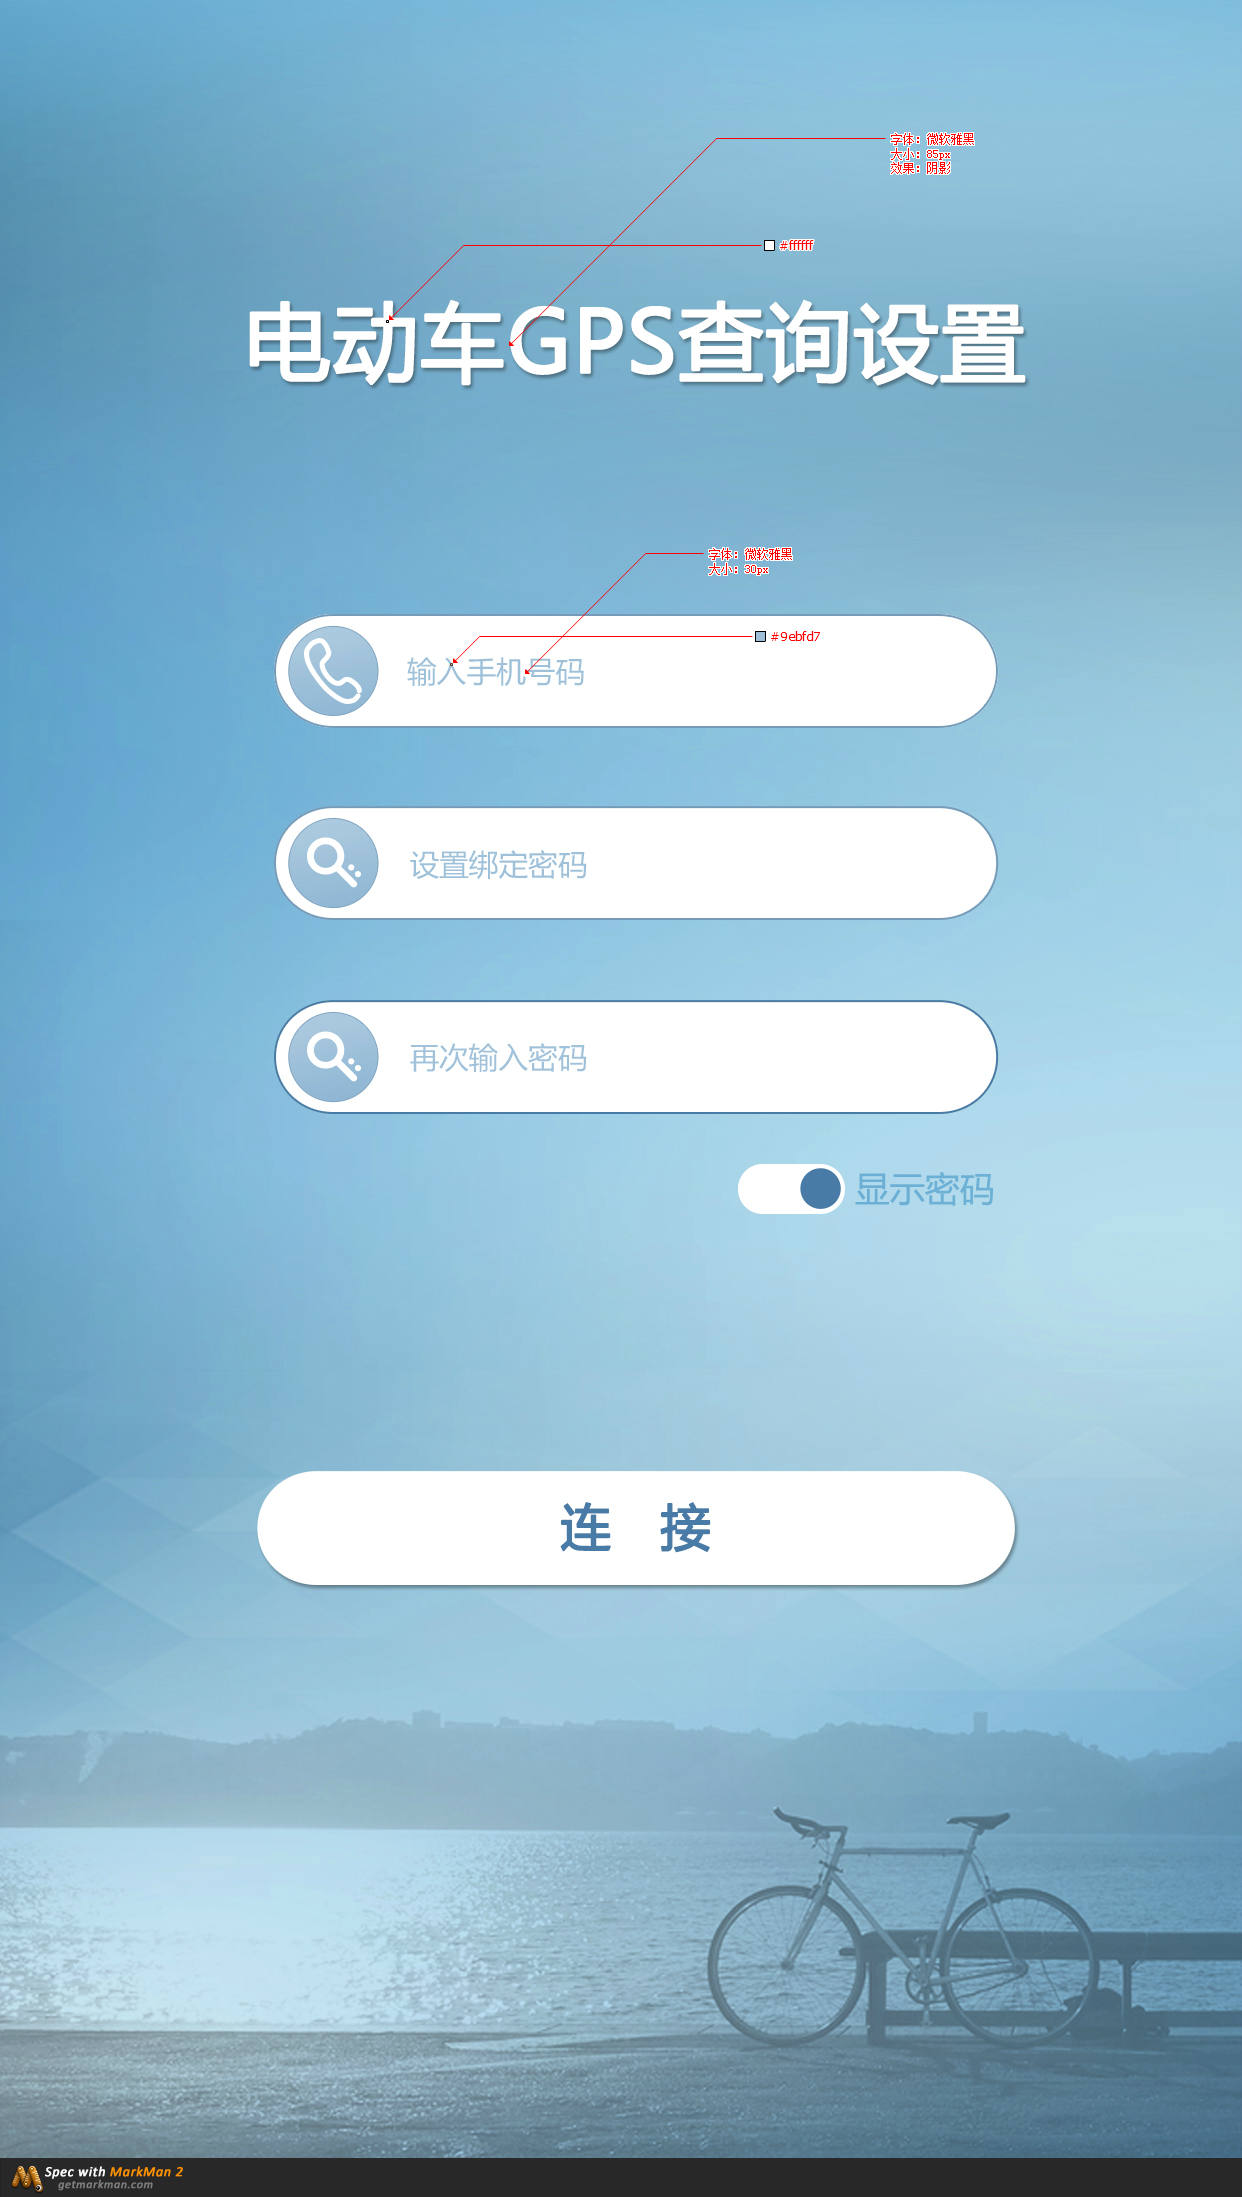 字体：微软雅黑
大小：85px
效果：阴影
#ffffff
电动车GPS查询设置
字体：微软雅黑
大小：30px
#9ebfd7
输入手机号码
设置绑定密码
再次输入密码
显示密码
连 接
Spec with MarkMan 2
getmarkman.com